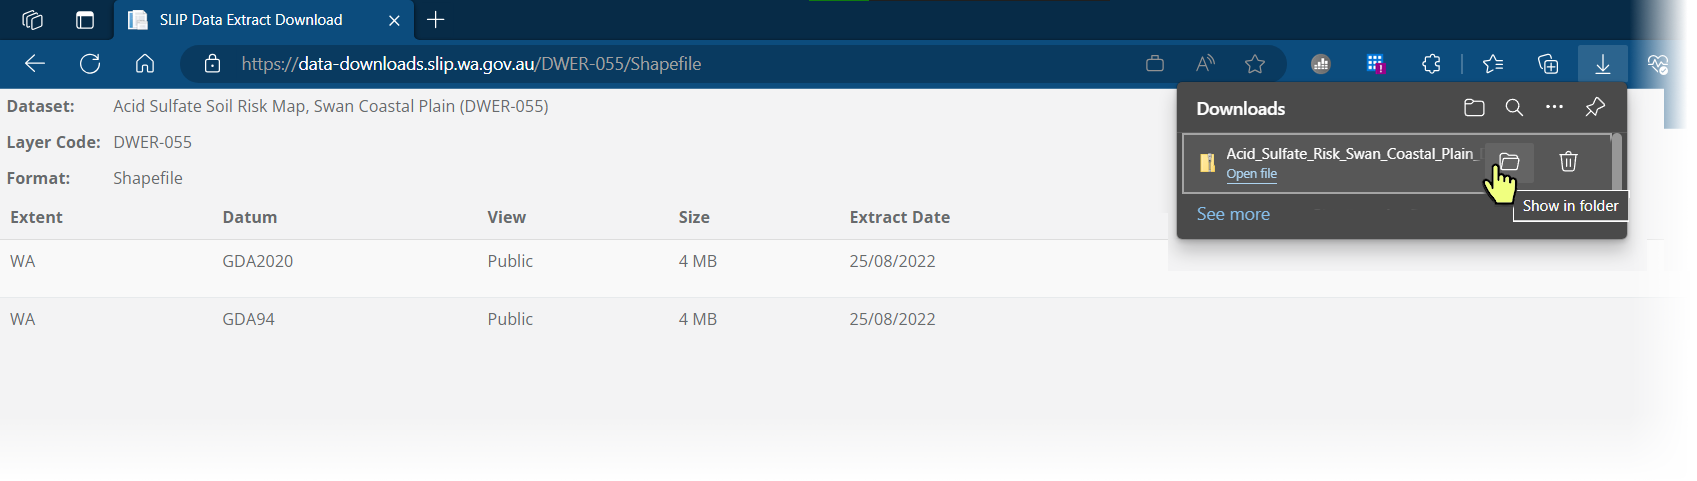 SLIP Data Extract Download
https://data-downloads.slip.wa.gov.au/DWER-055/Shapefile
Dataset: Acid Sulfate Soil Risk Map, Swan Coastal Plain (DWER-055)
Layer Code: DWER-055
Format: Shapefile
Extent Datum View Size Extract Date
WA GDA2020 Public 4 MB 25/08/2022
WA GDA94 Public 4 MB 25/08/2022
Downloads
Acid_Sulfate_Risk_Swan_Coastal_Plain_
Open file
Show in folder
See more